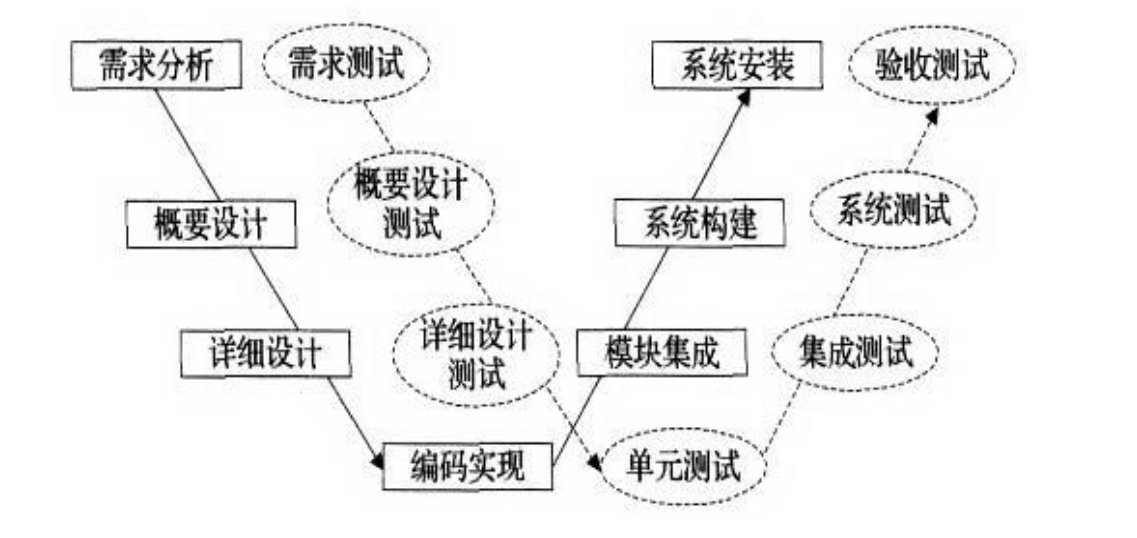 需求分析
需求测试
系统安装
验收测试
概要设计
概要设计
测试
系统构建
系统测试
详细设计
详细设计
测试
模块集成
集成测试
编码实现
单元测试